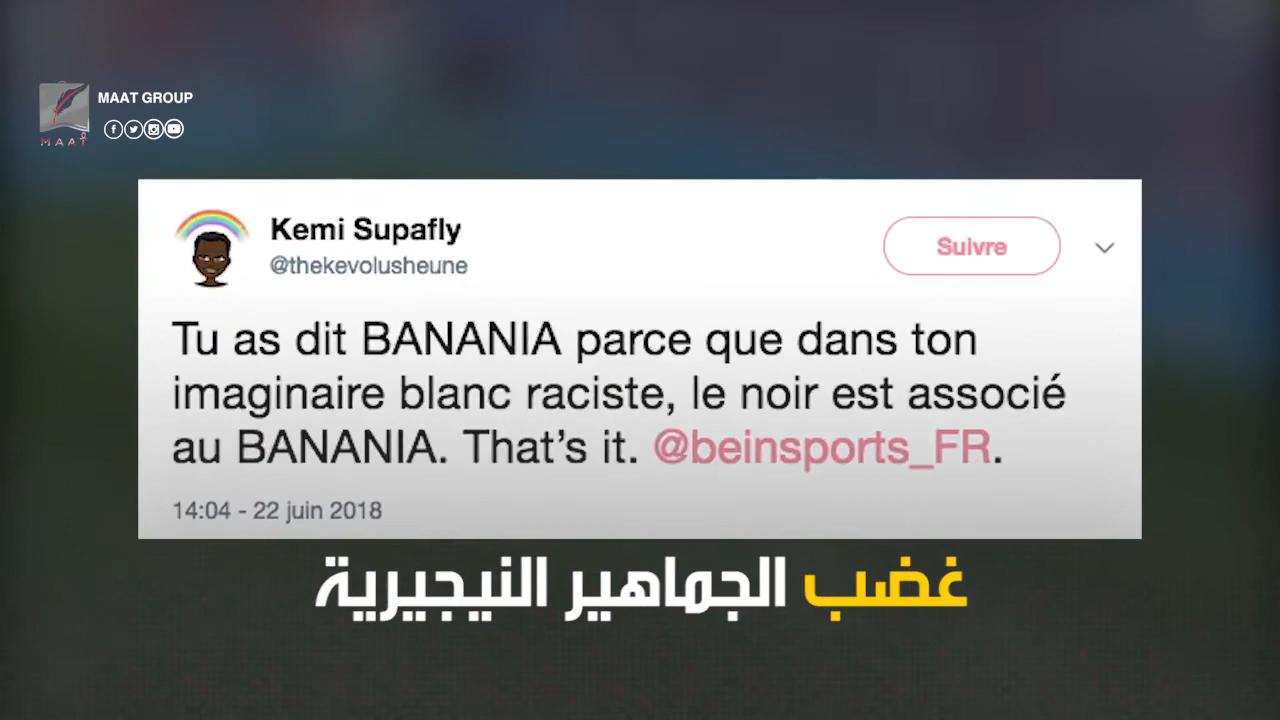 MAAT GROUP
MAAT
Kemi Supafly
@thekevolusheune
Suivre
Tu as dit BANANIA parce que dans ton
imaginaire blanc raciste, le noir est associé
au BANANIA. That’s it. @beinsports_FR.
14:04 - 22 juin 2018
غضب الجماهير النيجيرية